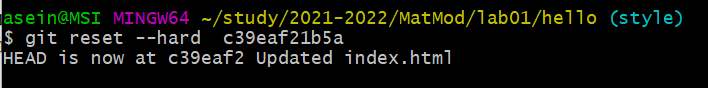 asein@MSI MINGW64 ~/study/2021-2022/MatMod/lab01/hello (style)
$ git reset --hard  c39eaf21b5a
HEAD is now at c39eaf2 Updated index.html